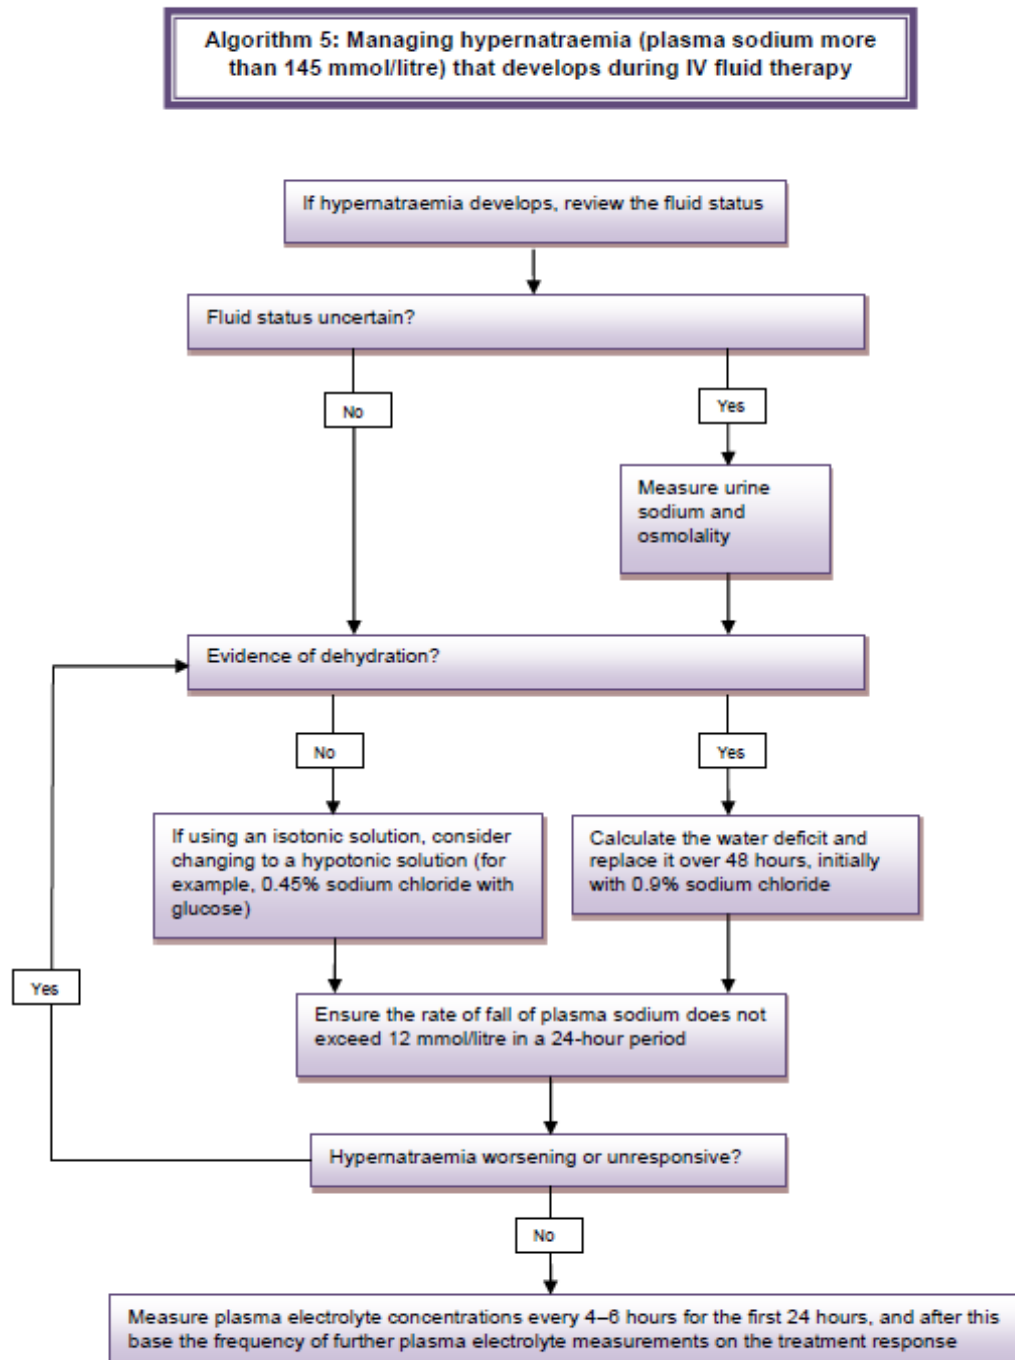 Algorithm 5: Managing hypernatraemia (plasma sodium more
than 145 mmol/litre) that develops during IV fluid therapy
If hypernatraemia develops, review the fluid status
Fluid status uncertain?
No
Yes
Measure urine
sodium and
osmolality
Evidence of dehydration?
No
Yes
If using an isotonic solution, consider
changing to a hypotonic solution (for
example, 0.45% sodium chloride with
glucose)
Calculate the water deficit and
replace it over 48 hours, initially
with 0.9% sodium chloride
Yes
Ensure the rate of fall of plasma sodium does not
exceed 12 mmol/litre in a 24-hour period
Hypernatraemia worsening or unresponsive?
No
Measure plasma electrolyte concentrations every 4–6 hours for the first 24 hours, and after this
base the frequency of further plasma electrolyte measurements on the treatment response